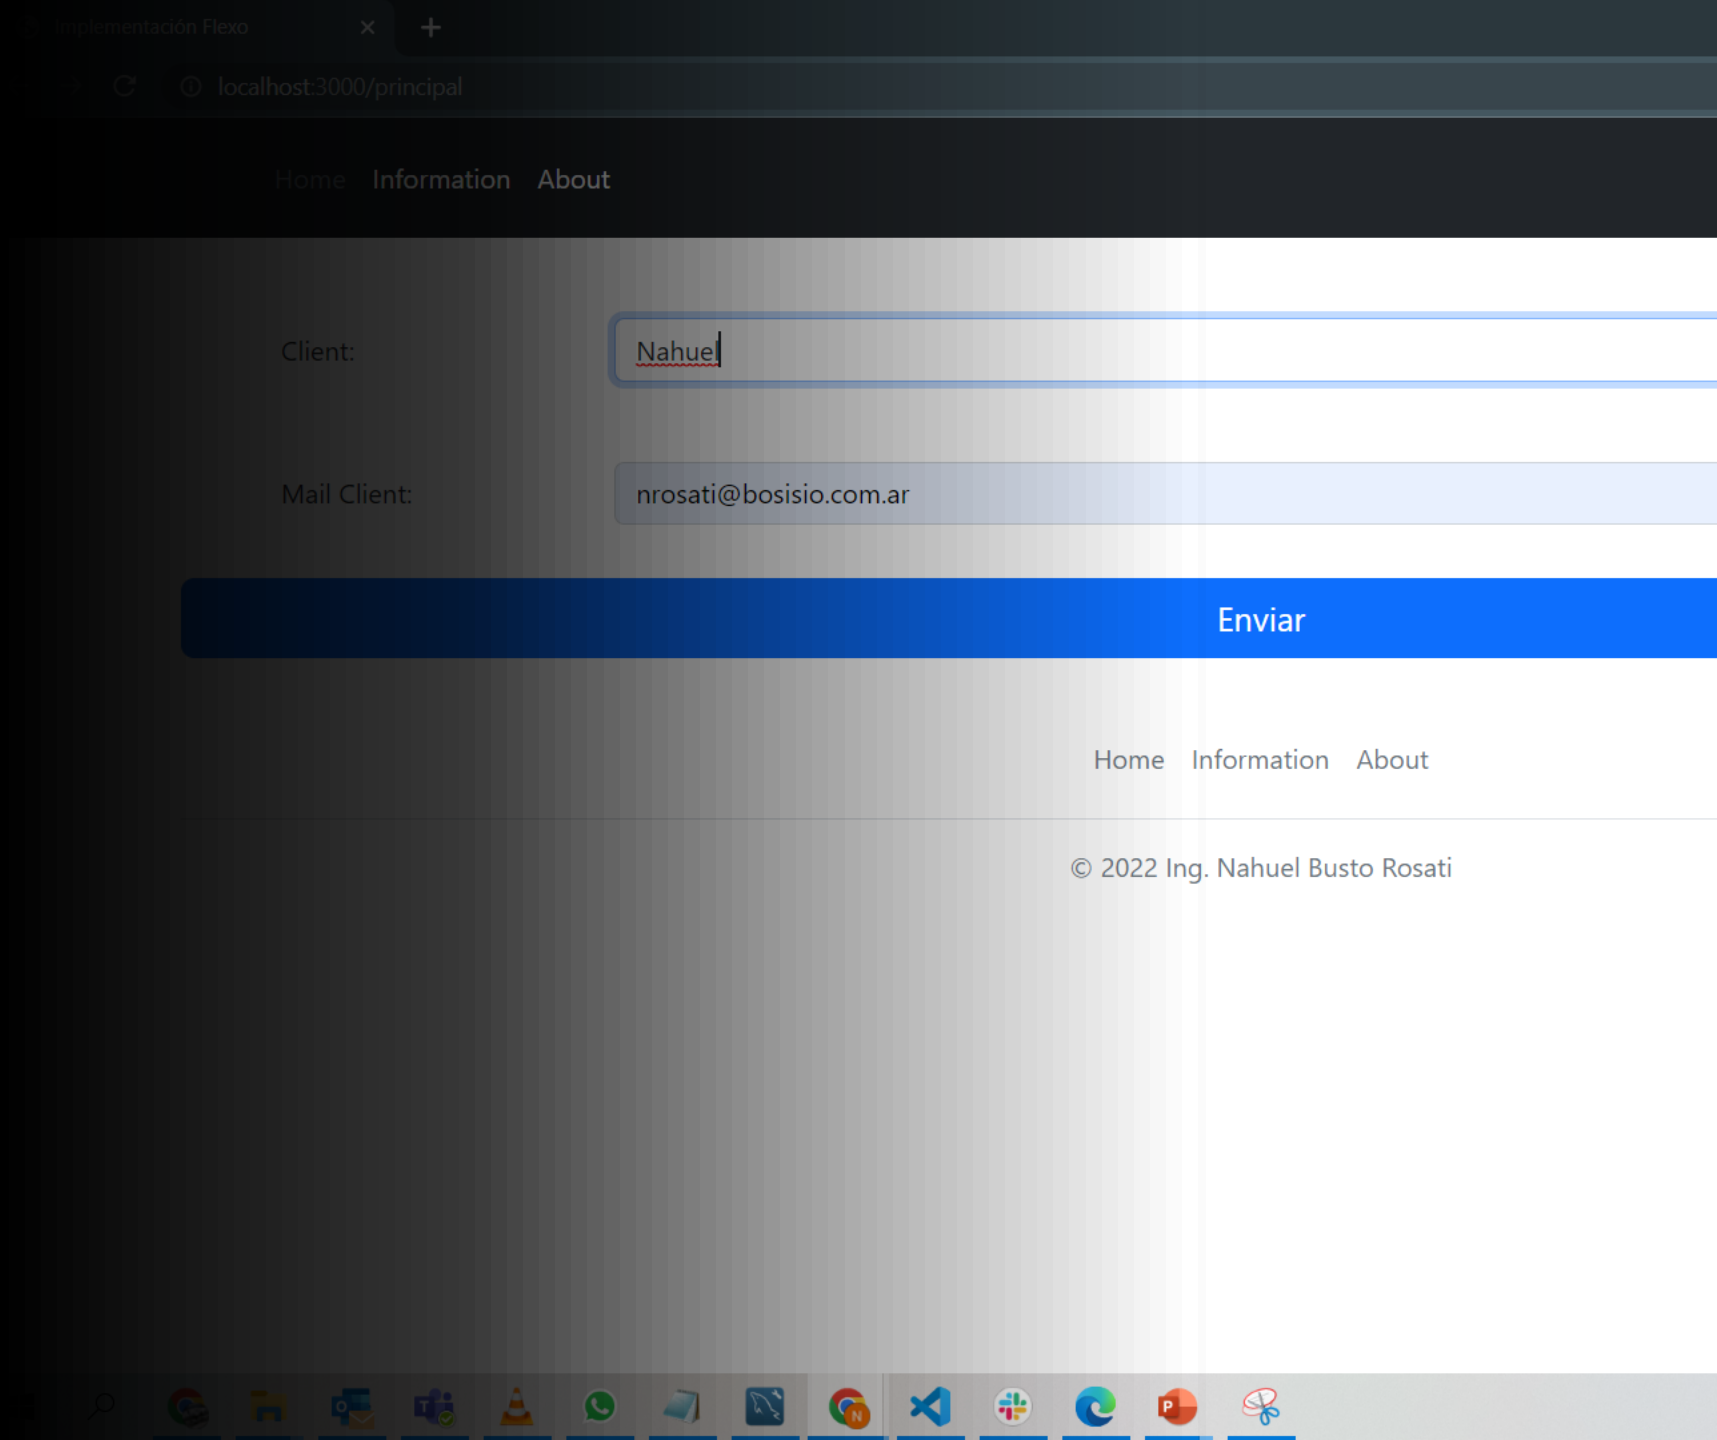 Implementación Flexo
localhost:3000/principal
Home Information About
Client: Nahuel
Mail Client: nrosati@bosisio.com.ar
Enviar
Home Information About
© 2022 Ing. Nahuel Busto Rosati